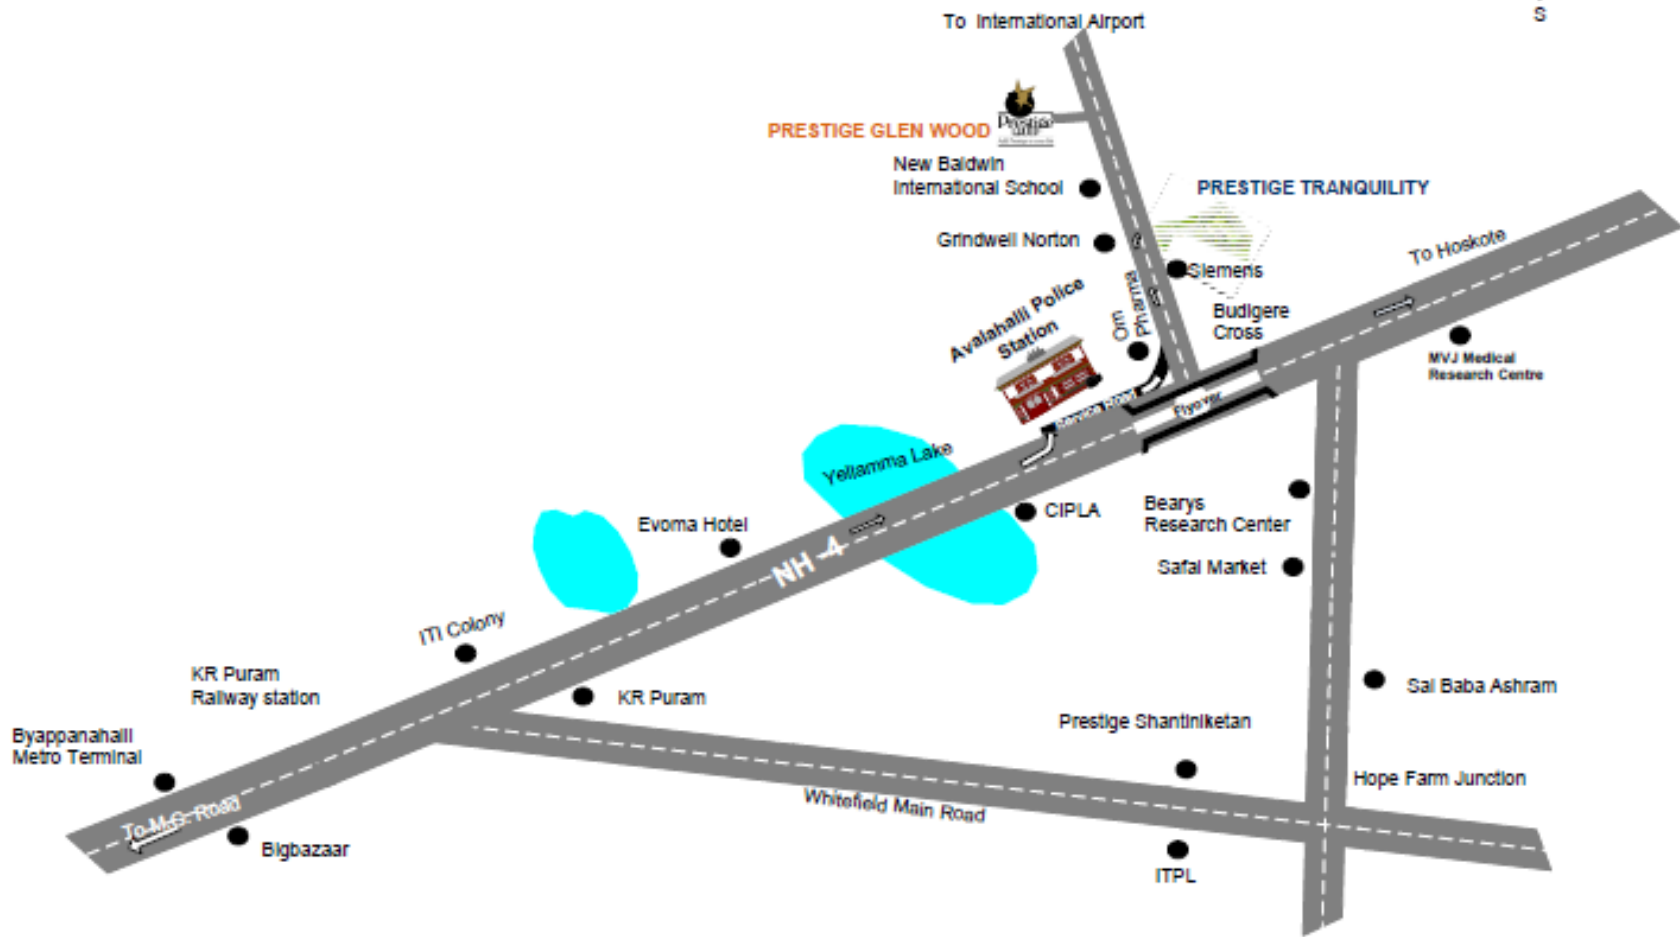 S
To International Airport
Prestige
PRESTIGE GLEN WOOD
New Baldwin
International School
PRESTIGE TRANQUILITY
Grindwell Norton
Siemens
To Hoskote
Avalahalli Police
Station
Om
Pharma
Budigere
Cross
MVJ Medical
Research Centre
Service Road
Flyover
Yellamma Lake
CIPLA
Bearys
Research Center
Evoma Hotel
NH -4
Safal Market
ITI Colony
KR Puram
Railway station
KR Puram
Sai Baba Ashram
Prestige Shantiniketan
Byappanahalli
Metro Terminal
Hope Farm Junction
Whitefield Main Road
To M.G. Road
Bigbazaar
ITPL